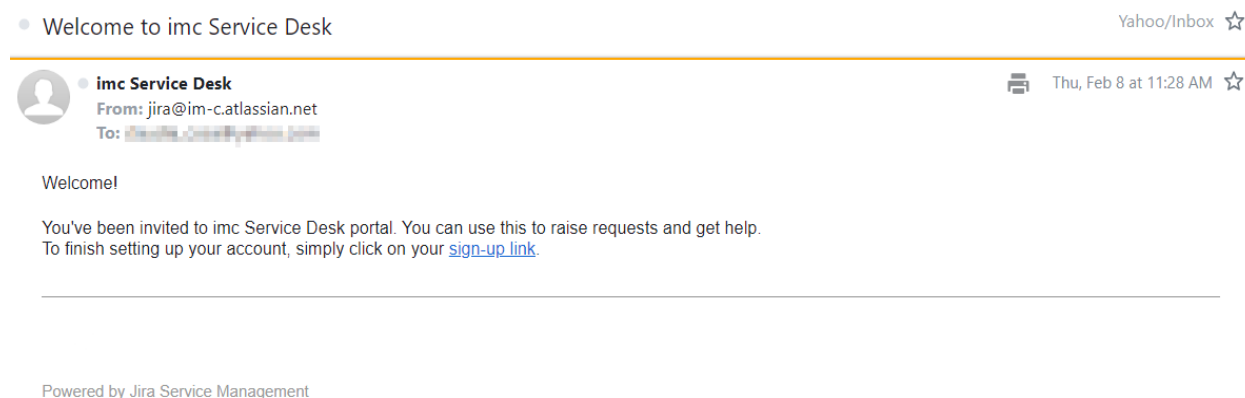 Welcome to imc Service Desk
Yahoo/Inbox
imc Service Desk
Thu, Feb 8 at 11:28 AM
From: jira@im-c.atlassian.net
To:
Welcome!
You've been invited to imc Service Desk portal. You can use this to raise requests and get help.
To finish setting up your account, simply click on your sign-up link.
Powered by Jira Service Management